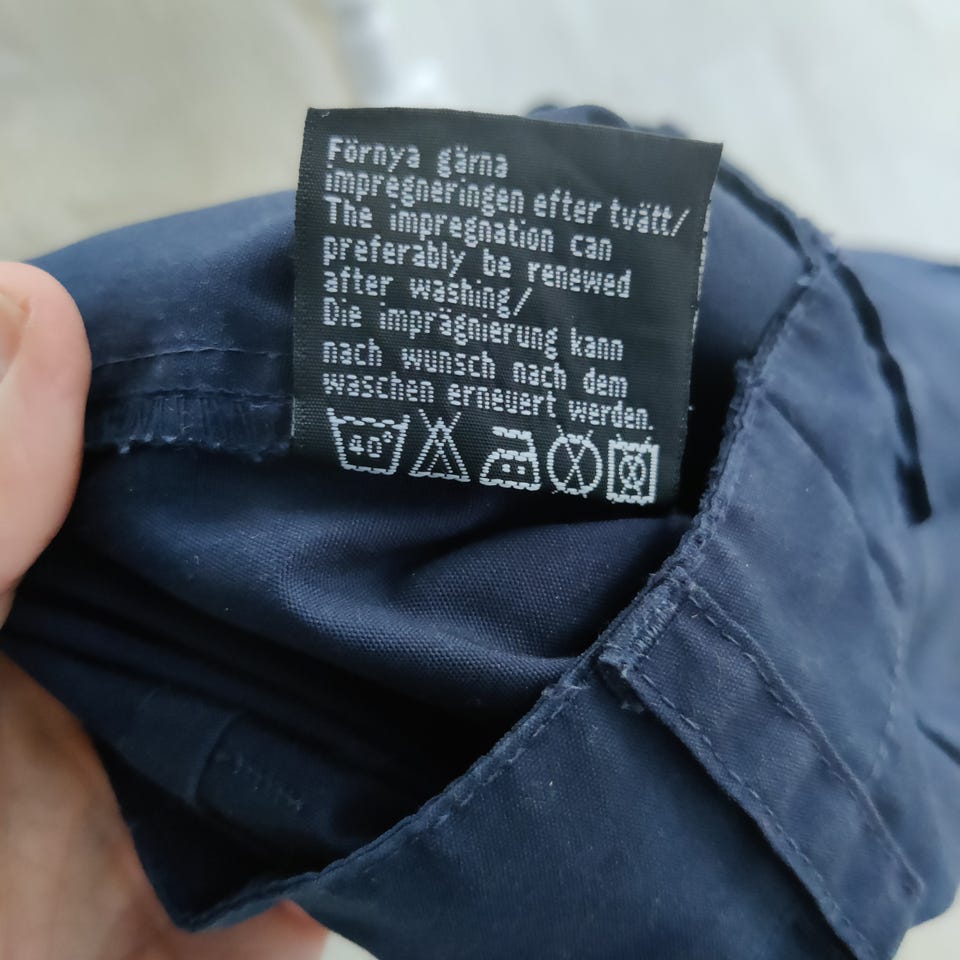 Förnya gärna
impregneringen efter tvätt/
The impregnation can
preferably be renewed
after washing/
Die imprägnierung kann
nach wunsch nach dem
waschen erneuert werden.
40°